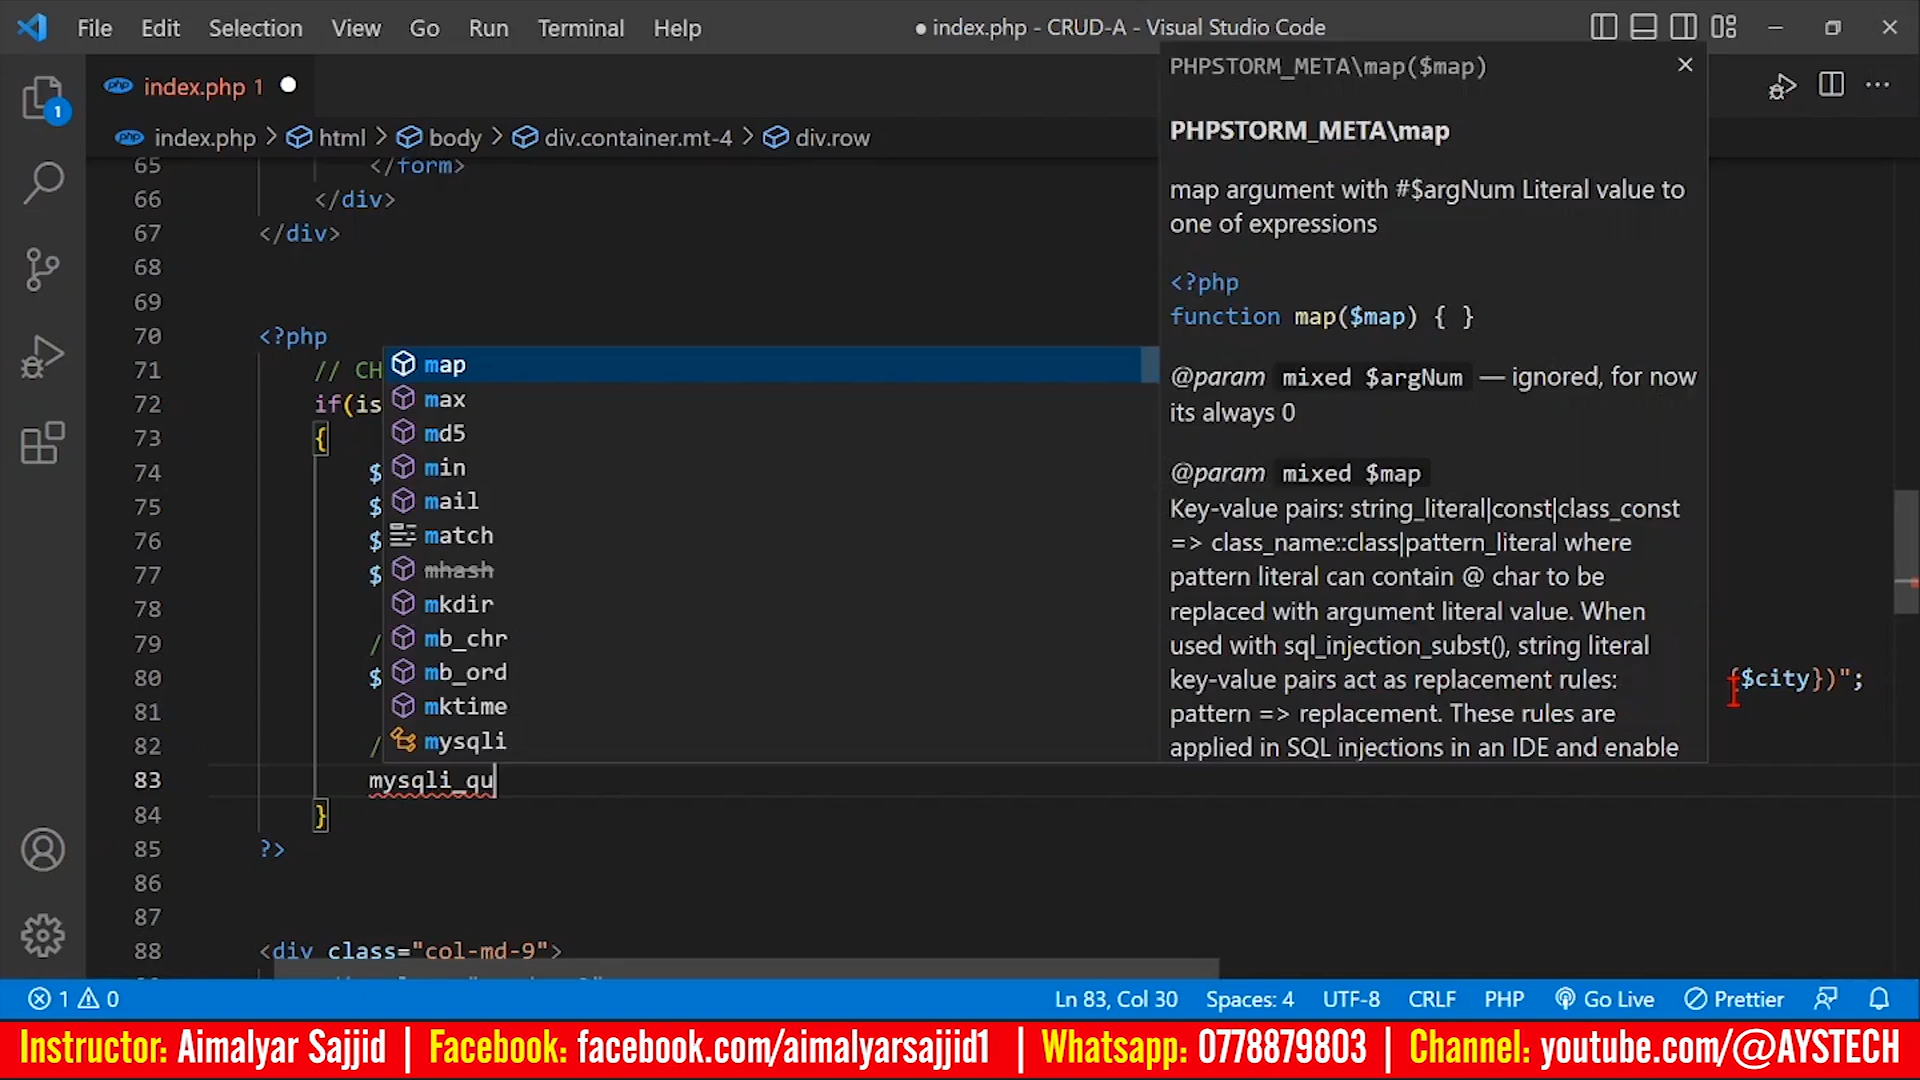 File Edit Selection View Go Run Terminal Help
● index.php - CRUD-A - Visual Studio Code
index.php 1
index.php > html > body > div.container.mt-4 > div.row
65 </form>
66 </div>
67 </div>
68
69
70 <?php
71 // CH
72 if(is
73 {
74 $
75 $
76 $
77 $
78
79 /
80 $ {$city})";
81
82 /
83 mysqli_qu
84 }
85 ?>
86
87
88 <div class="col-md-9">
map
max
md5
min
mail
match
mhash
mkdir
mb_chr
mb_ord
mktime
mysqli
PHPSTORM_META\map($map)
PHPSTORM_META\map
map argument with #$argNum Literal value to
one of expressions
<?php
function map($map) { }
@param mixed $argNum — ignored, for now
its always 0
@param mixed $map
Key-value pairs: string_literal|const|class_const
=> class_name::class|pattern_literal where
pattern literal can contain @ char to be
replaced with argument literal value. When
used with sql_injection_subst(), string literal
key-value pairs act as replacement rules:
pattern => replacement. These rules are
applied in SQL injections in an IDE and enable
1
1 0
Ln 83, Col 30 Spaces: 4 UTF-8 CRLF PHP Go Live Prettier
Instructor: Aimalyar Sajjid | Facebook: facebook.com/aimalyarsajjid1 | Whatsapp: 0778879803 | Channel: youtube.com/@AYSTECH